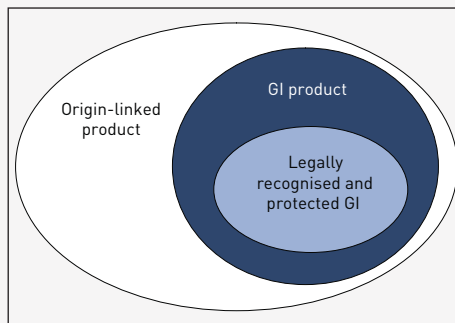 GI product
Origin-linked
product
Legally
recognised and
protected GI